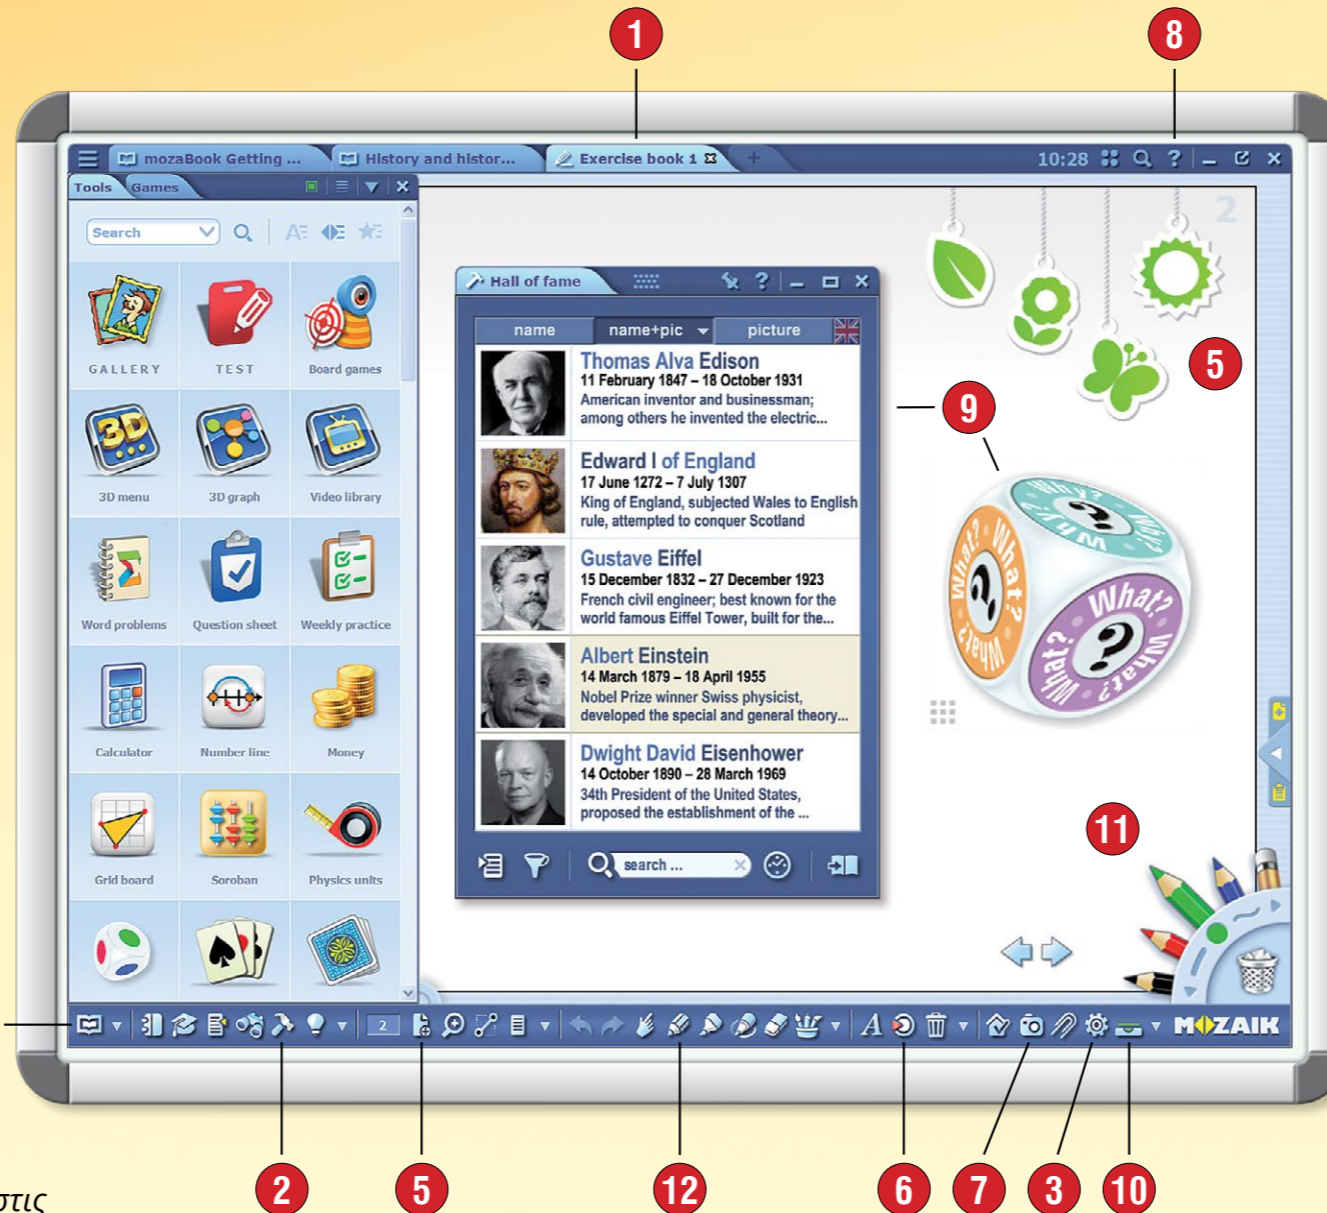 1
8
mozaBook Getting ...
History and histor...
Exercise book 1
10:28
?
Tools
Games
Search
GALLERY
TEST
Board games
3D
3D menu
3D graph
Video library
Word problems
Question sheet
Weekly practice
Calculator
Number line
Money
Grid board
Soroban
Physics units
Hall of fame
?
name
name+pic
picture
Thomas Alva Edison
11 February 1847 – 18 October 1931
American inventor and businessman;
among others he invented the electric...
Edward I of England
17 June 1272 – 7 July 1307
King of England, subjected Wales to English
rule, attempted to conquer Scotland
Gustave Eiffel
15 December 1832 – 27 December 1923
French civil engineer; best known for the
world famous Eiffel Tower, built for the...
Albert Einstein
14 March 1879 – 18 April 1955
Nobel Prize winner Swiss physicist,
developed the special and general theory...
Dwight David Eisenhower
14 October 1890 – 28 March 1969
34th President of the United States,
proposed the establishment of the ...
search ...
2
5
9
Why? Why? Why?
?
What? What? What?
?
What? What? What?
?
11
2
A
MOZAIK
στις
2
5
12
6
7
3
10